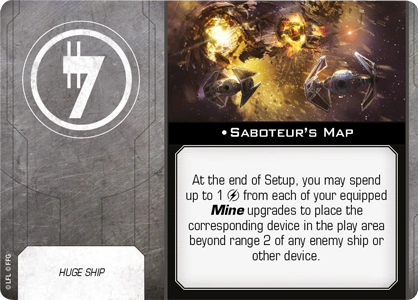 • SABOTEUR'S MAP
At the end of Setup, you may spend
up to 1 from each of your equipped
Mine upgrades to place the
corresponding device in the play area
beyond range 2 of any enemy ship or
other device.
HUGE SHIP
© LFL © FFG